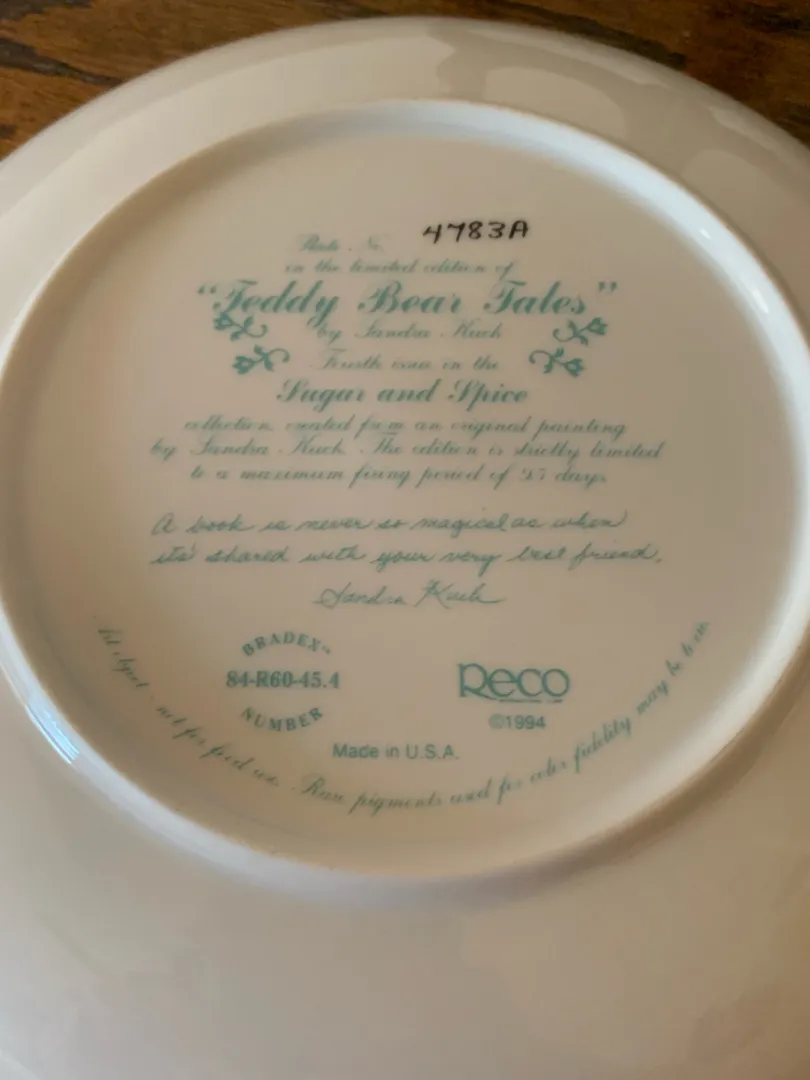 Plate No. 4783A
in the limited edition of
"Teddy Bear Tales"
by Sandra Kuck
Fourth issue in the
Sugar and Spice
collection created from an original painting
by Sandra Kuck. The edition is strictly limited
to a maximum firing period of 95 days.
A book is never so magical as when
it's shared with your very best friend.
Sandra Kuck
BRADEX™
84-R60-45.4
NUMBER
Reco
©1994
Made in U.S.A.
Art object - not for food use. Rare pigments used for color fidelity may be toxic.